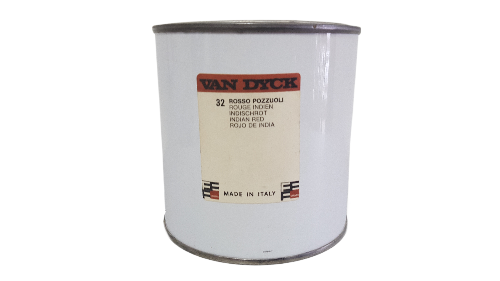 VAN DYCK
32 ROSSO POZZUOLI
ROUGE INDIEN
INDISCHROT
INDIAN RED
ROJO DE INDIA
MADE IN ITALY